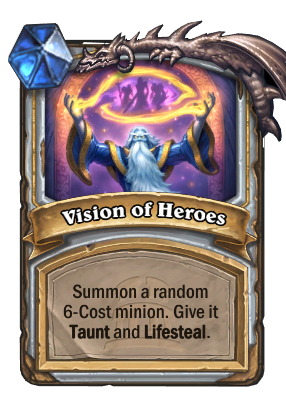 Vision of Heroes
Summon a random
6-Cost minion. Give it
Taunt and Lifesteal.